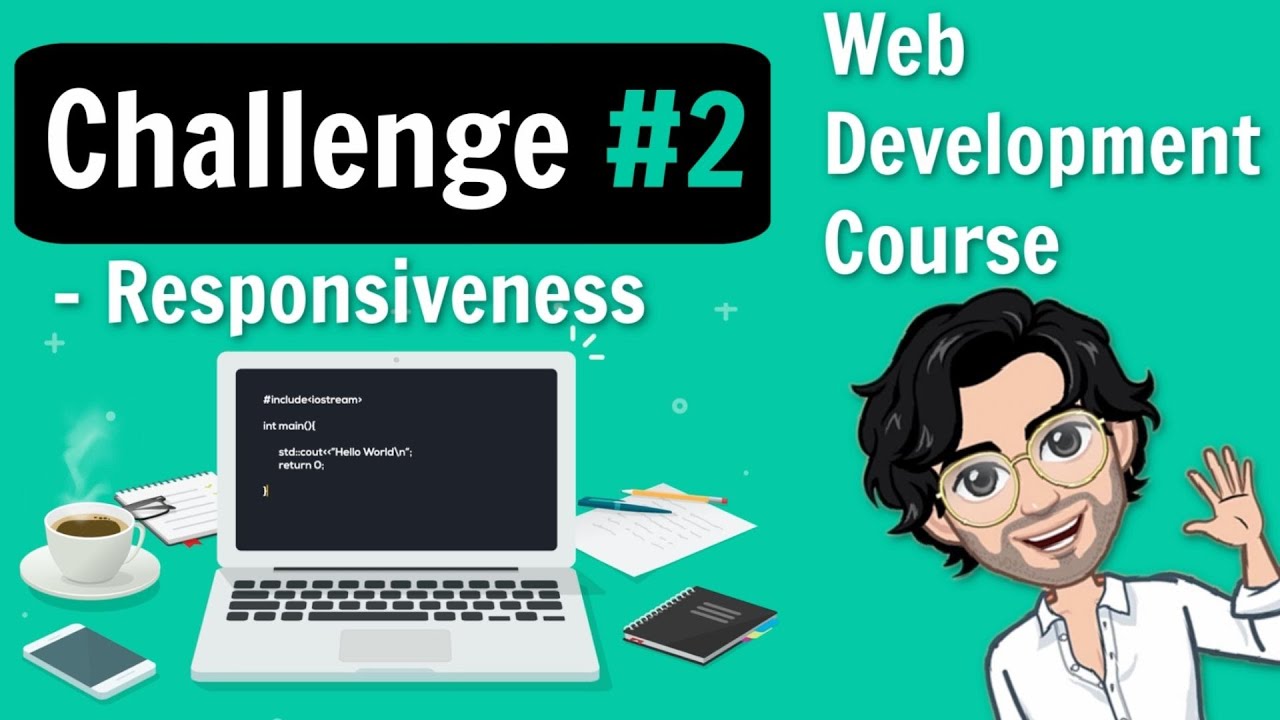 Challenge #2
- Responsiveness
Web
Development
Course
#include<iostream>
int main(){
std::cout<<"Hello World\n";
return 0;
}